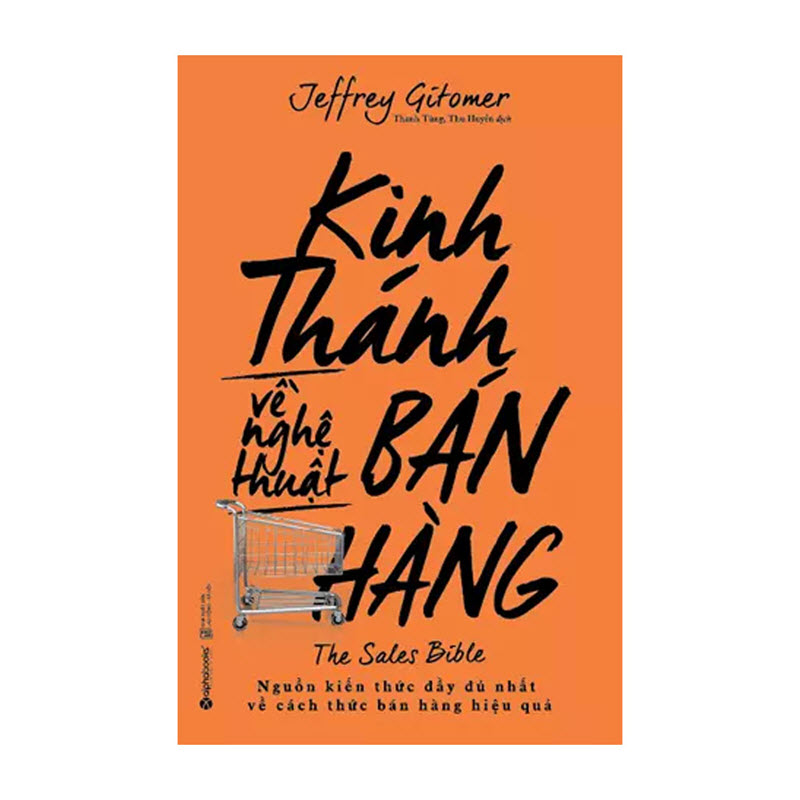 Jeffrey Gitomer
Thanh Tùng, Thu Huyền dịch
Kinh
Thánh
về
nghệ
thuật
BÁN
HÀNG
The Sales Bible
Nguồn kiến thức đầy đủ nhất
về cách thức bán hàng hiệu quả
alphabooks